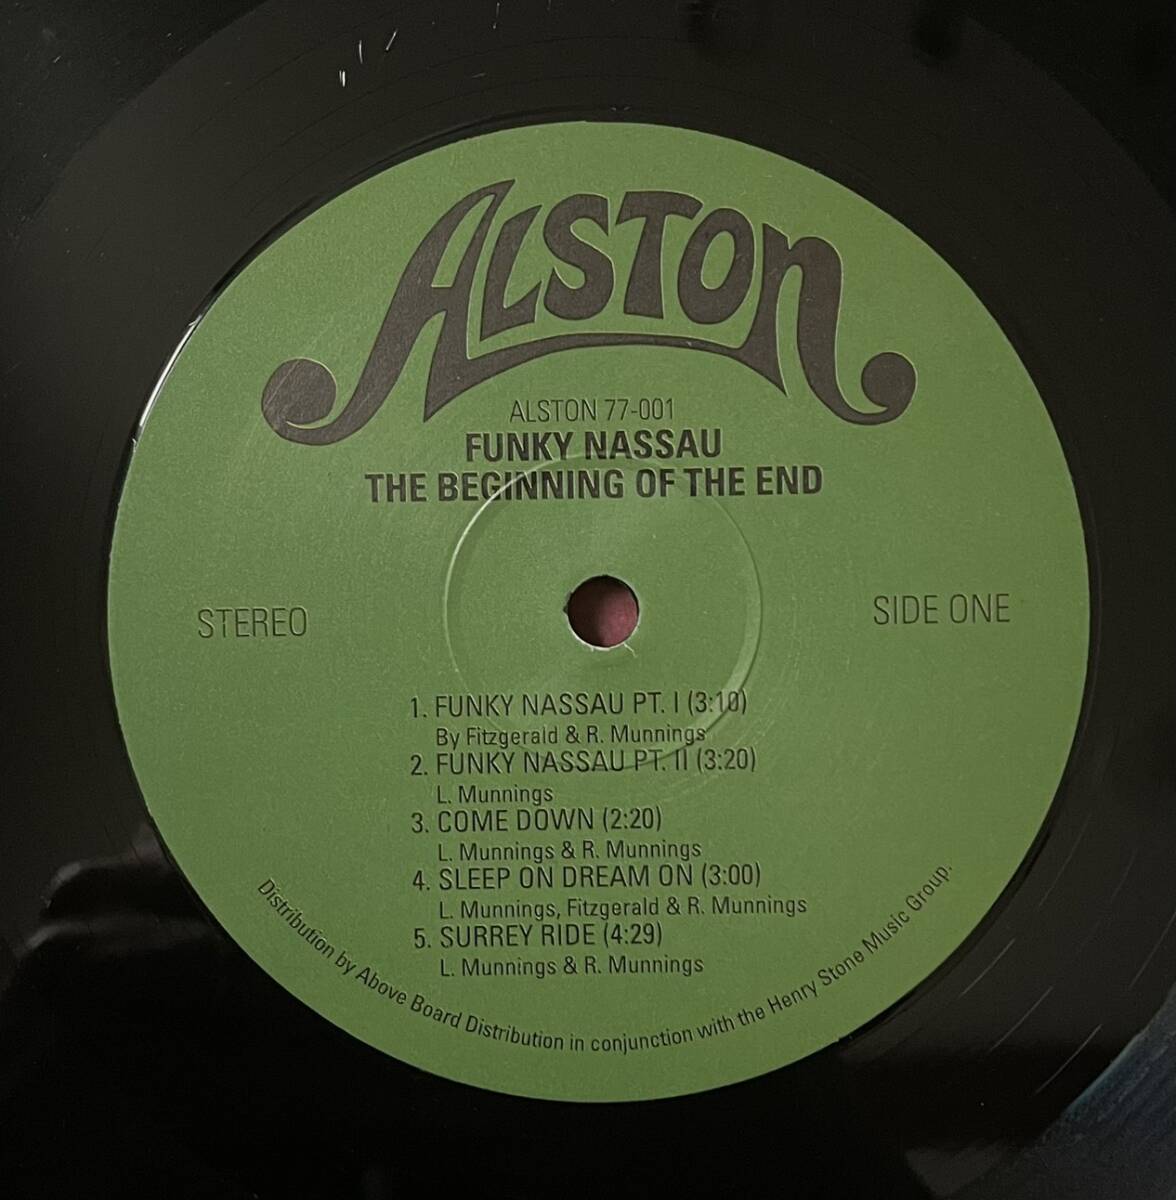 ALSTON
ALSTON 77-001
FUNKY NASSAU
THE BEGINNING OF THE END
STEREO
SIDE ONE
1. FUNKY NASSAU PT. I (3:10)
By Fitzgerald & R. Munnings
2. FUNKY NASSAU PT. II (3:20)
L. Munnings
3. COME DOWN (2:20)
L. Munnings & R. Munnings
4. SLEEP ON DREAM ON (3:00)
L. Munnings, Fitzgerald & R. Munnings
5. SURREY RIDE (4:29)
L. Munnings & R. Munnings
Distribution by Above Board Distribution in conjunction with the Henry Stone Music Group.